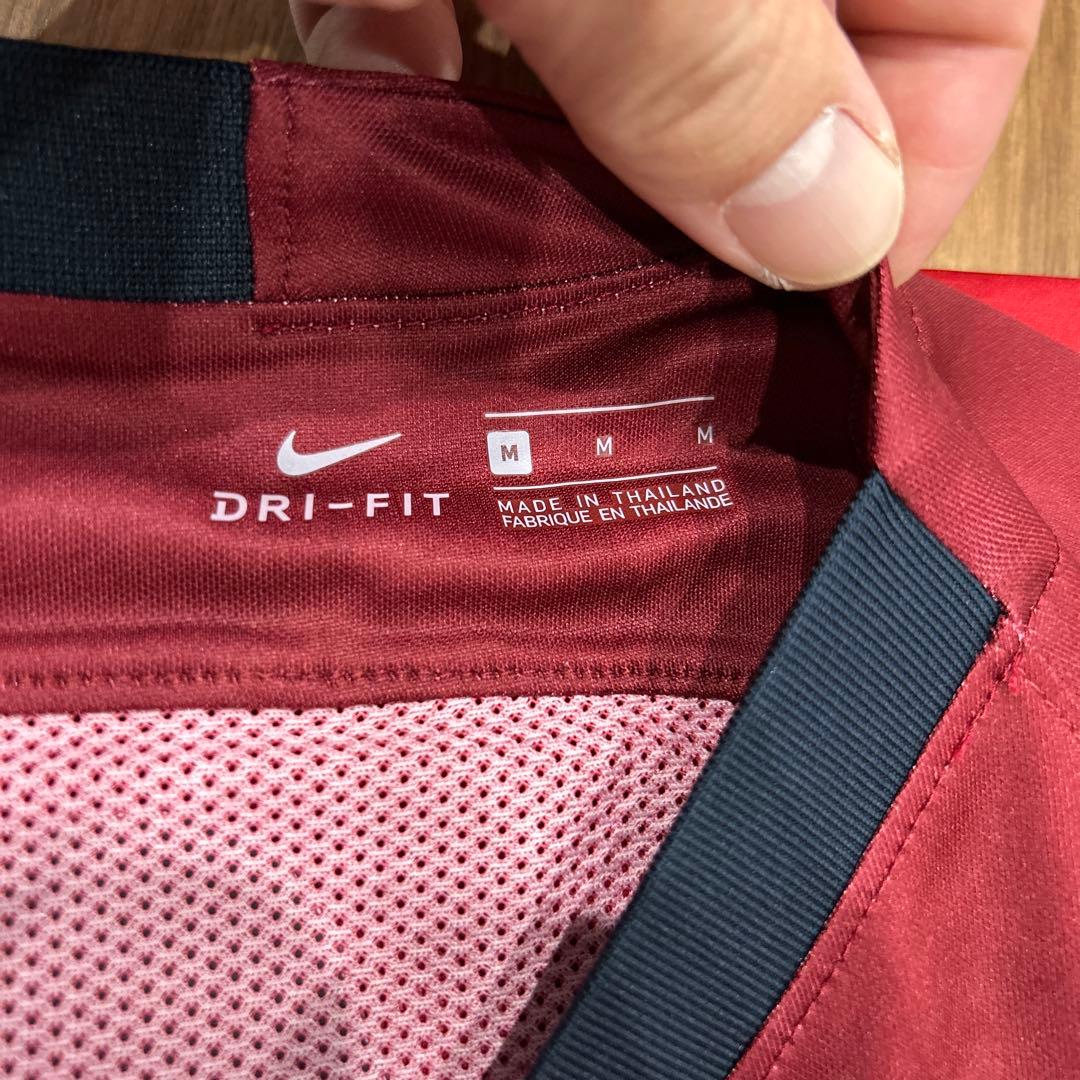 DRI-FIT
M M M
MADE IN THAILAND
FABRIQUE EN THAILANDE